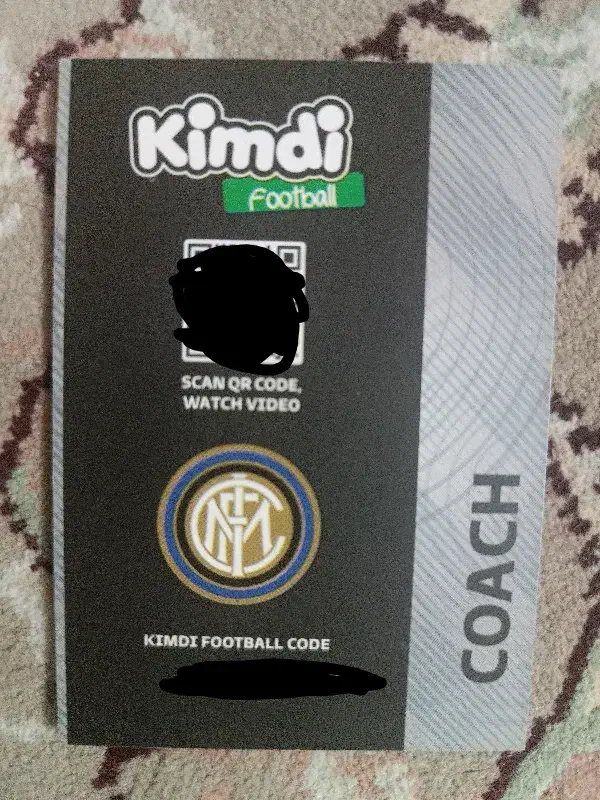 Kimdi
Football
SCAN QR CODE,
WATCH VIDEO
KIMDI FOOTBALL CODE
COACH